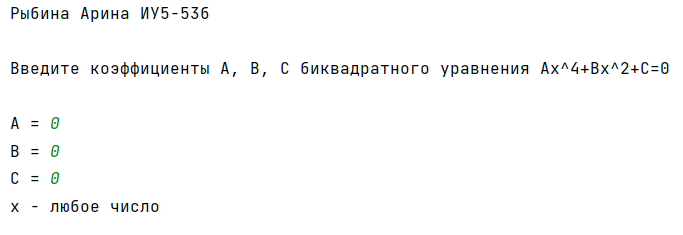 Рыбина Арина ИУ5-53б
Введите коэффициенты A, B, C биквадратного уравнения Ax^4+Bx^2+C=0
A = 0
B = 0
C = 0
x - любое число